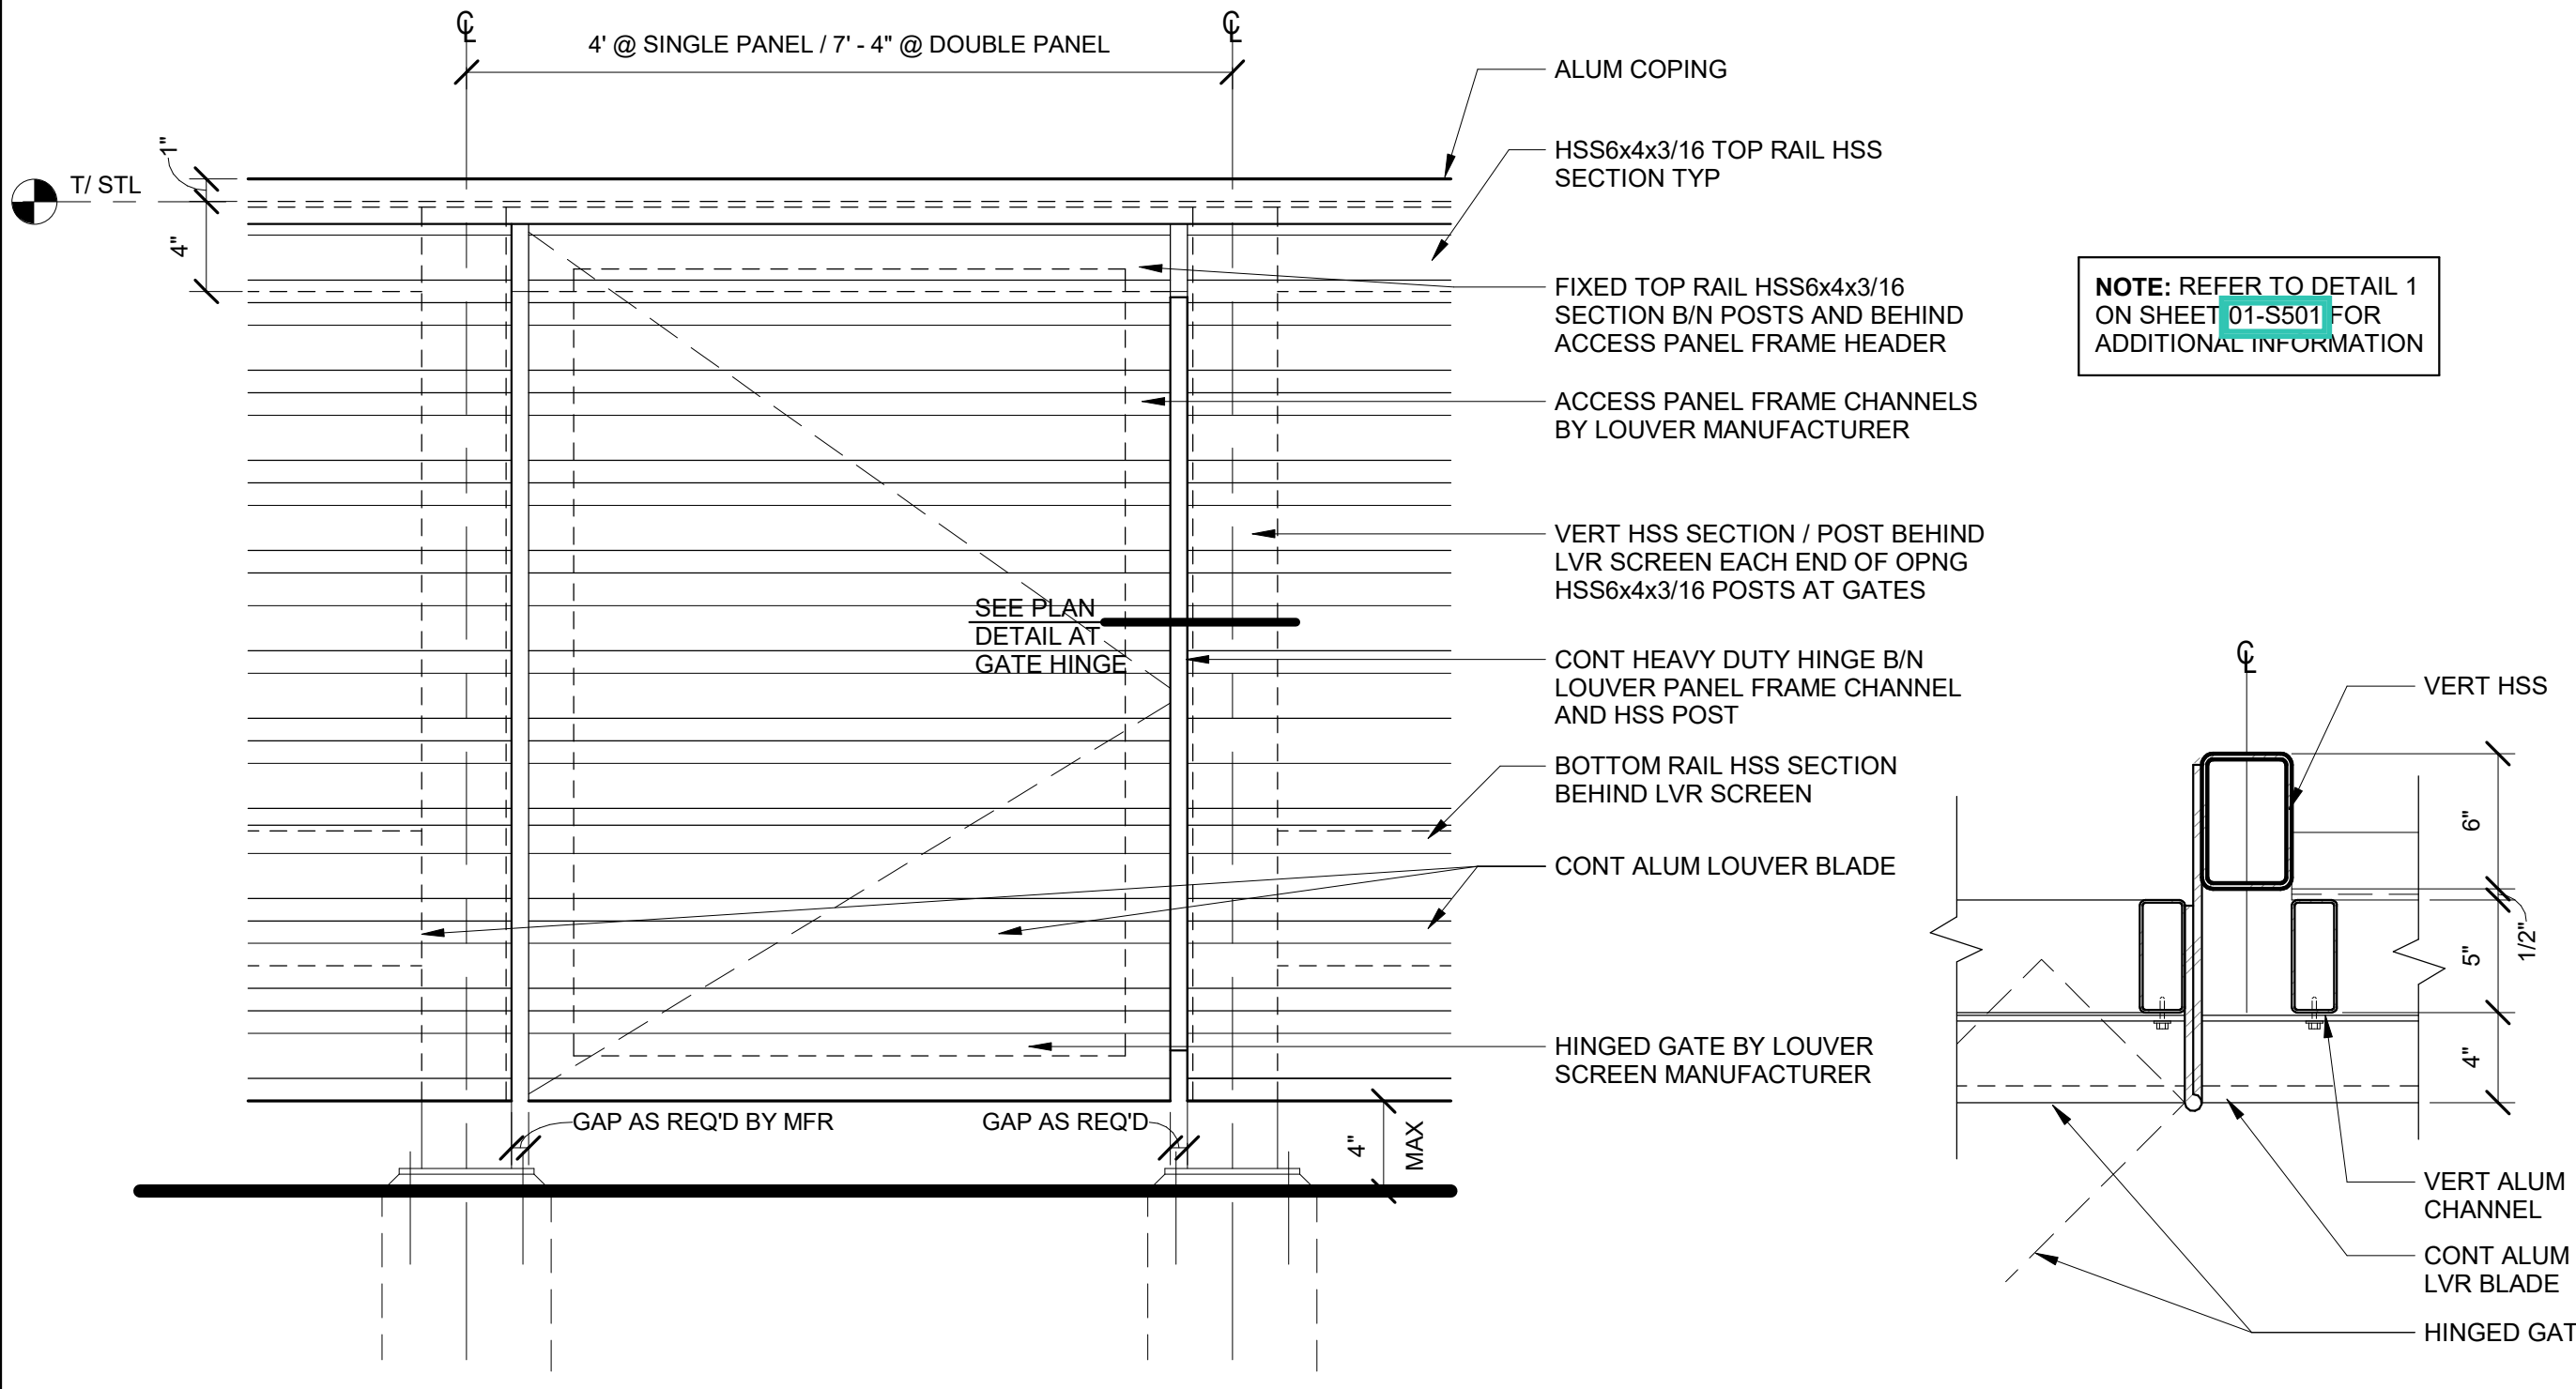 ℄
℄
4' @ SINGLE PANEL / 7' - 4" @ DOUBLE PANEL
1"
T/ STL
4"
ALUM COPING
HSS6x4x3/16 TOP RAIL HSS
SECTION TYP
FIXED TOP RAIL HSS6x4x3/16
SECTION B/N POSTS AND BEHIND
ACCESS PANEL FRAME HEADER
ACCESS PANEL FRAME CHANNELS
BY LOUVER MANUFACTURER
VERT HSS SECTION / POST BEHIND
LVR SCREEN EACH END OF OPNG
HSS6x4x3/16 POSTS AT GATES
SEE PLAN
DETAIL AT
GATE HINGE
CONT HEAVY DUTY HINGE B/N
LOUVER PANEL FRAME CHANNEL
AND HSS POST
BOTTOM RAIL HSS SECTION
BEHIND LVR SCREEN
CONT ALUM LOUVER BLADE
HINGED GATE BY LOUVER
SCREEN MANUFACTURER
GAP AS REQ'D BY MFR
GAP AS REQ'D
4"
MAX
NOTE: REFER TO DETAIL 1
ON SHEET 01-S501 FOR
ADDITIONAL INFORMATION
℄
VERT HSS
6"
1/2"
5"
4"
VERT ALUM
CHANNEL
CONT ALUM
LVR BLADE
HINGED GAT